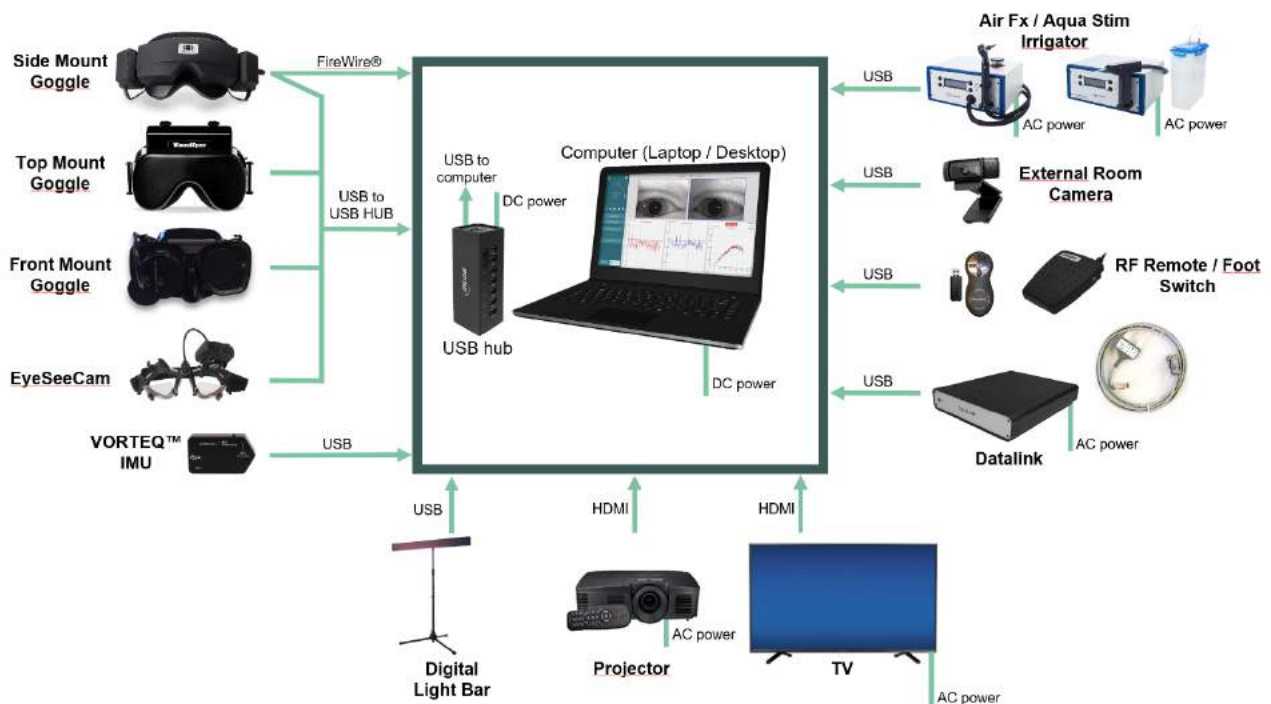 Side Mount
Goggle
FireWire®
Top Mount
Goggle
USB to
USB HUB
Front Mount
Goggle
EyeSeeCam
VORTEQ™
IMU
USB
USB to
computer
DC power
USB hub
Computer (Laptop / Desktop)
DC power
Air Fx / Aqua Stim
Irrigator
USB
AC power
AC power
USB
External Room
Camera
USB
RF Remote / Foot
Switch
USB
AC power
Datalink
USB
Digital
Light Bar
HDMI
AC power
Projector
HDMI
TV
AC power